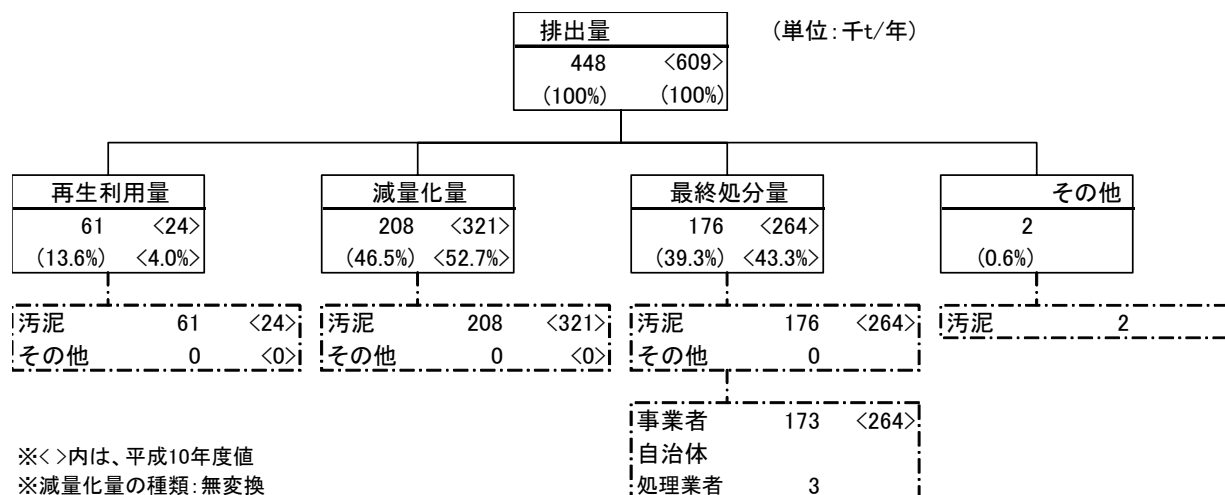 排出量
448 <609>
(100%) (100%)
(単位:千t/年)
再生利用量
61 <24>
(13.6%) <4.0%>
減量化量
208 <321>
(46.5%) <52.7%>
最終処分量
176 <264>
(39.3%) <43.3%>
その他
2
(0.6%)
汚泥 61 <24>
その他 0 <0>
汚泥 208 <321>
その他 0 <0>
汚泥 176 <264>
その他 0
汚泥 2
事業者 173 <264>
自治体
処理業者 3
※< >内は、平成10年度値
※減量化量の種類:無変換